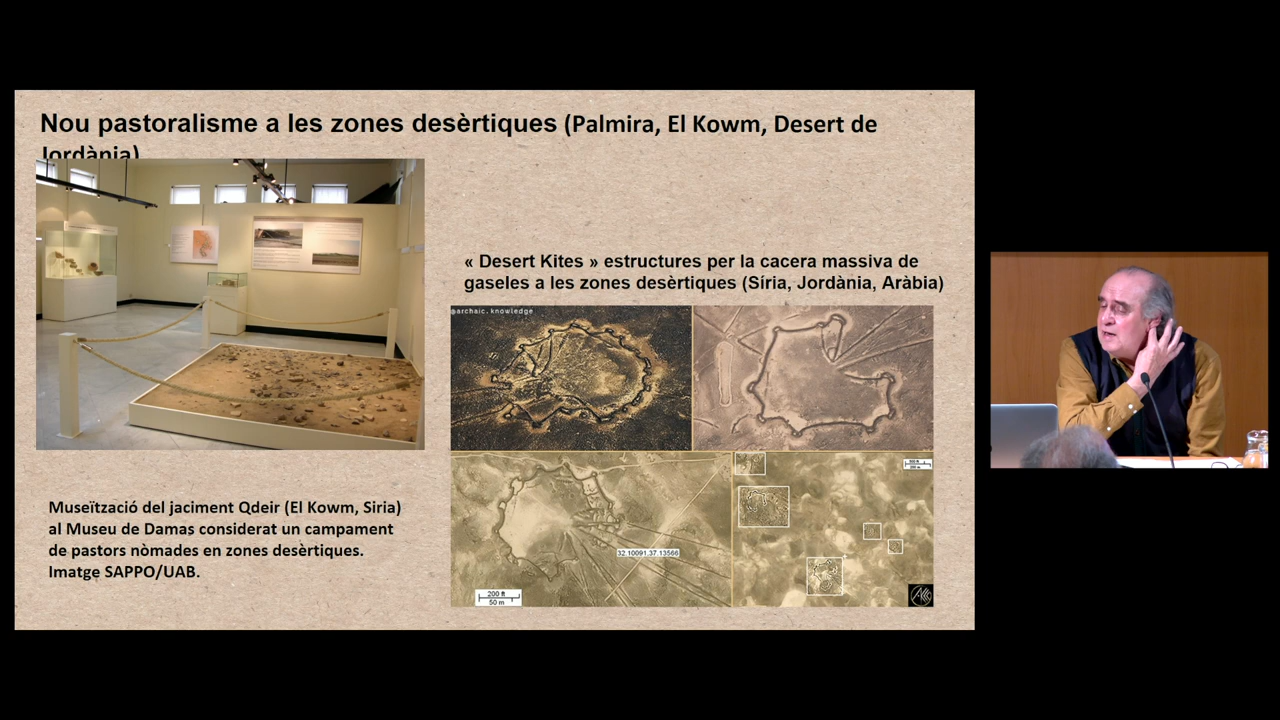 Nou pastoralisme a les zones desèrtiques (Palmira, El Kowm, Desert de
Jordània)
« Desert Kites » estructures per la cacera massiva de
gaseles a les zones desèrtiques (Síria, Jordània, Aràbia)
@archaic.knowledge
32.10091,37.13566
200 ft
50 m
Museïtzació del jaciment Qdeir (El Kowm, Siria)
al Museu de Damas considerat un campament
de pastors nòmades en zones desèrtiques.
Imatge SAPPO/UAB.